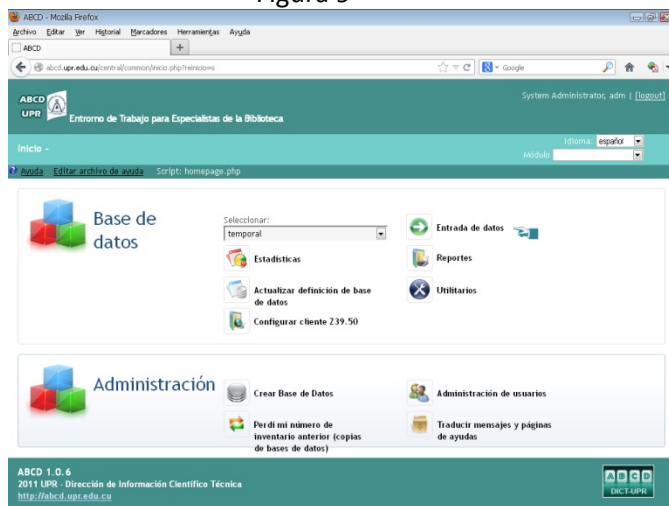 ABCD - Mozilla Firefox
Archivo Editar Ver Historial Marcadores Herramientas Ayuda
ABCD
abcd.upr.edu.cu/central/common/inicio.php?reinicio=s
Google
ABCD
UPR
Entrorno de Trabajo para Especialistas de la Biblioteca
System Administrator, adm | [logout]
Inicio -
Idioma: español
Módulo
Ayuda Editar archivo de ayuda Script: homepage.php
Base de
datos
Seleccionar:
temporal
Entrada de datos
Estadísticas
Reportes
Actualizar definición de base
de datos
Utilitarios
Configurar cliente Z39.50
Administración
Crear Base de Datos
Administración de usuarios
Perdí mi número de
inventario anterior (copias
de bases de datos)
Traducir mensajes y páginas
de ayudas
ABCD 1.0.6
2011 UPR - Dirección de Información Científico Técnica
http://abcd.upr.edu.cu
ABCD
DICT-UPR